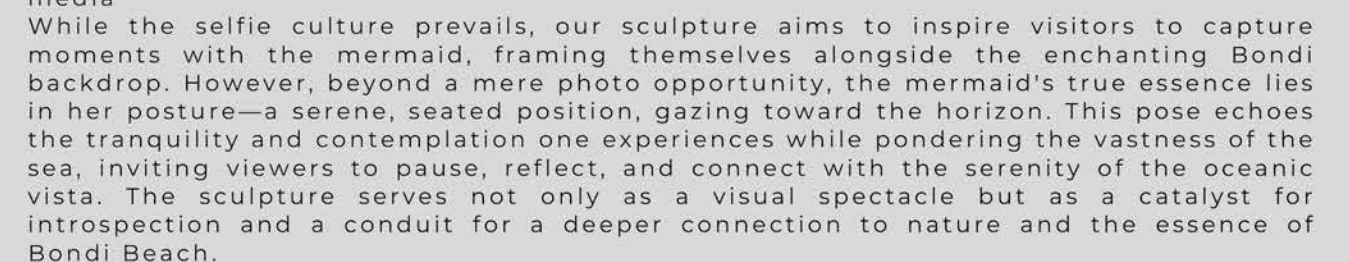 media
While the selfie culture prevails, our sculpture aims to inspire visitors to capture
moments with the mermaid, framing themselves alongside the enchanting Bondi
backdrop. However, beyond a mere photo opportunity, the mermaid's true essence lies
in her posture—a serene, seated position, gazing toward the horizon. This pose echoes
the tranquility and contemplation one experiences while pondering the vastness of the
sea, inviting viewers to pause, reflect, and connect with the serenity of the oceanic
vista. The sculpture serves not only as a visual spectacle but as a catalyst for
introspection and a conduit for a deeper connection to nature and the essence of
Bondi Beach.